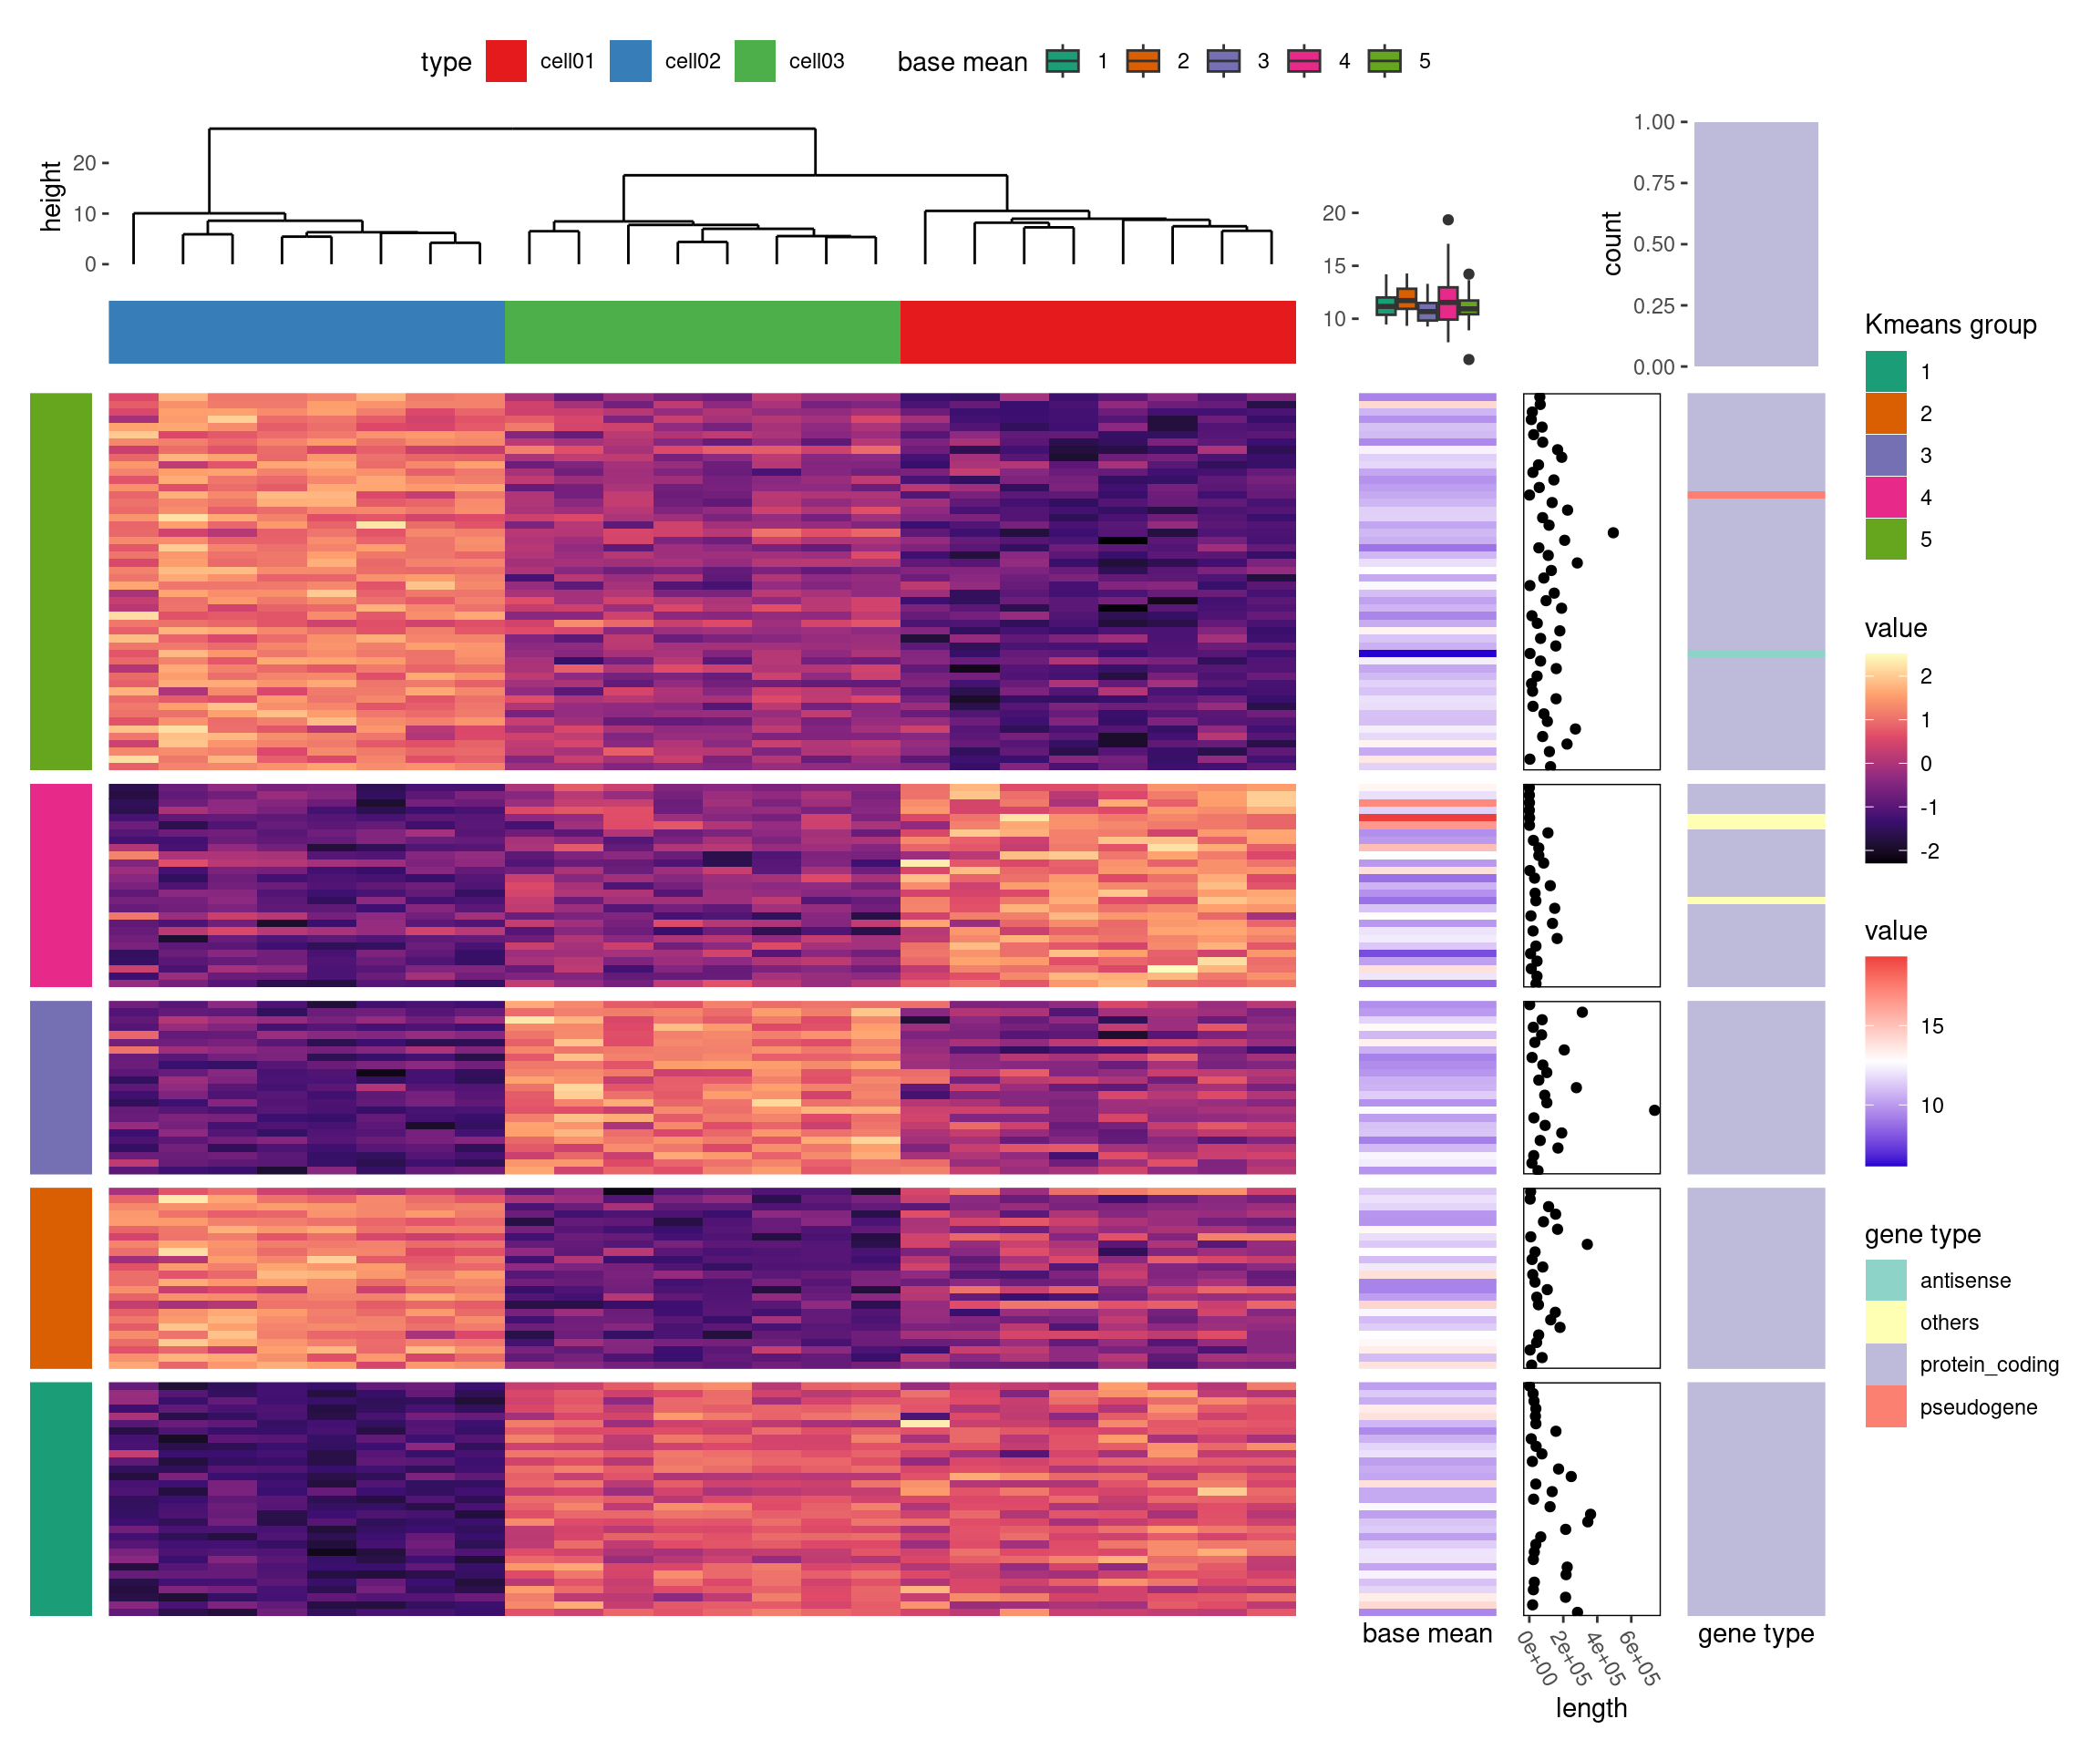 type cell01 cell02 cell03 base mean 1 2 3 4 5
height
20
10
0
20
15
10
count
1.00
0.75
0.50
0.25
0.00
Kmeans group
1
2
3
4
5
value
2
1
0
-1
-2
value
15
10
gene type
antisense
others
protein_coding
pseudogene
base mean
0e+00 2e+05 4e+05 6e+05
length
gene type